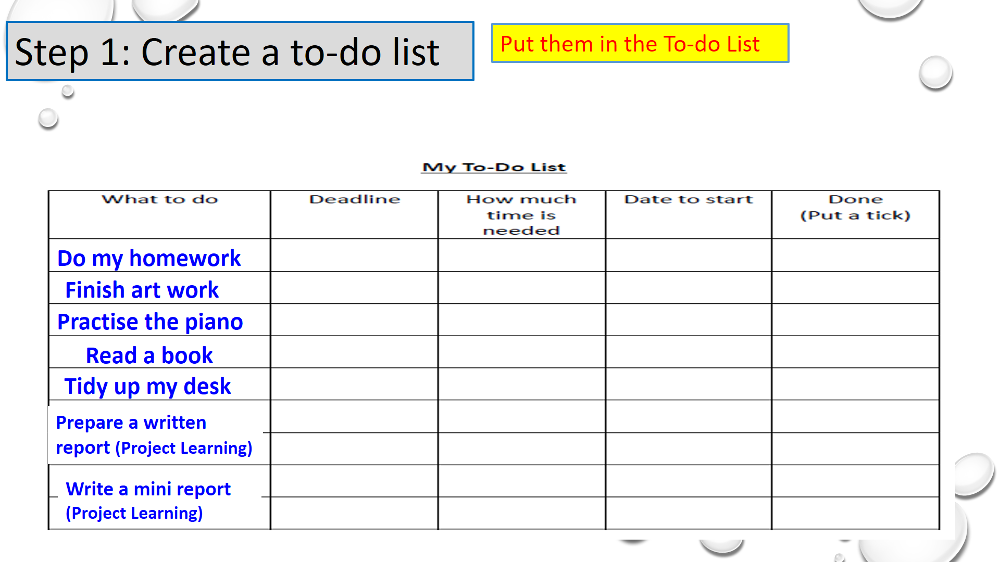 Step 1: Create a to-do list
Put them in the To-do List
My To-Do List
What to do
Deadline
How much
time is
needed
Date to start
Done
(Put a tick)
Do my homework
Finish art work
Practise the piano
Read a book
Tidy up my desk
Prepare a written
report (Project Learning)
Write a mini report
(Project Learning)